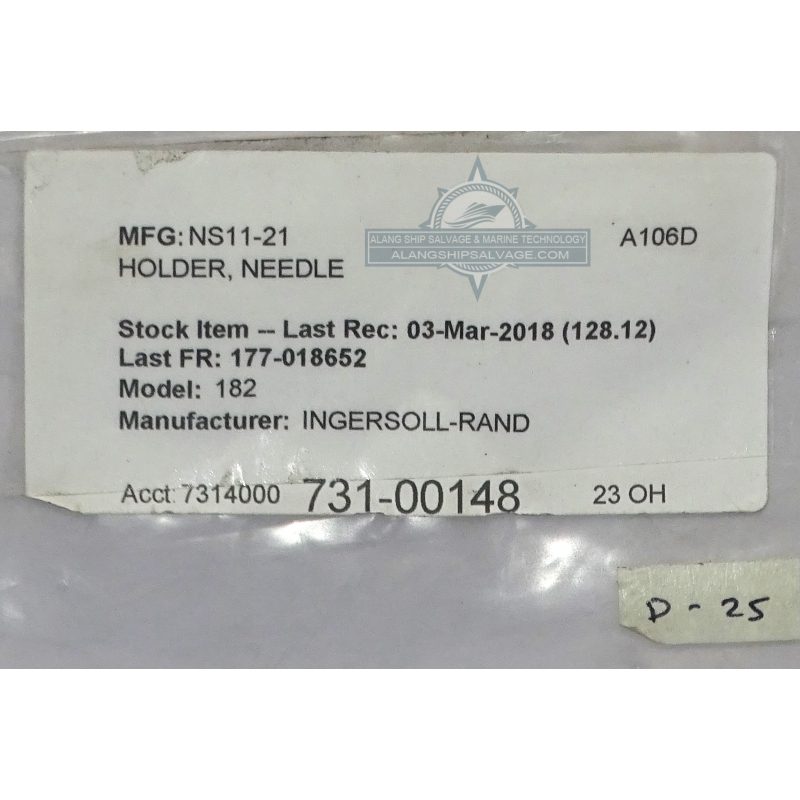 MFG: NS11-21
A106D
HOLDER, NEEDLE
ALANG SHIP SALVAGE & MARINE TECHNOLOGY
ALANGSHIPSALVAGE.COM
Stock Item -- Last Rec: 03-Mar-2018 (128.12)
Last FR: 177-018652
Model: 182
Manufacturer: INGERSOLL-RAND
Acct: 7314000 731-00148 23 OH
D - 25